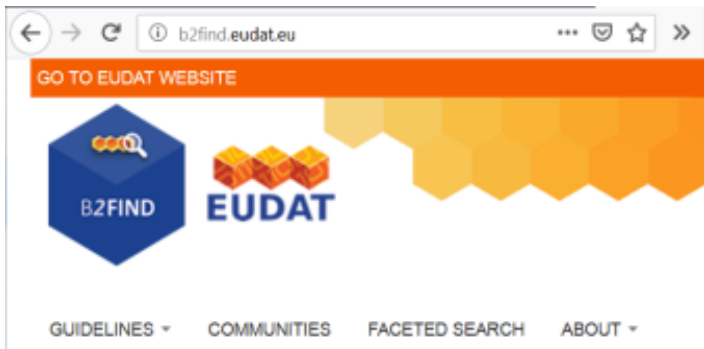 b2find.eudat.eu
GO TO EUDAT WEBSITE
B2FIND
EUDAT
GUIDELINES COMMUNITIES FACETED SEARCH ABOUT